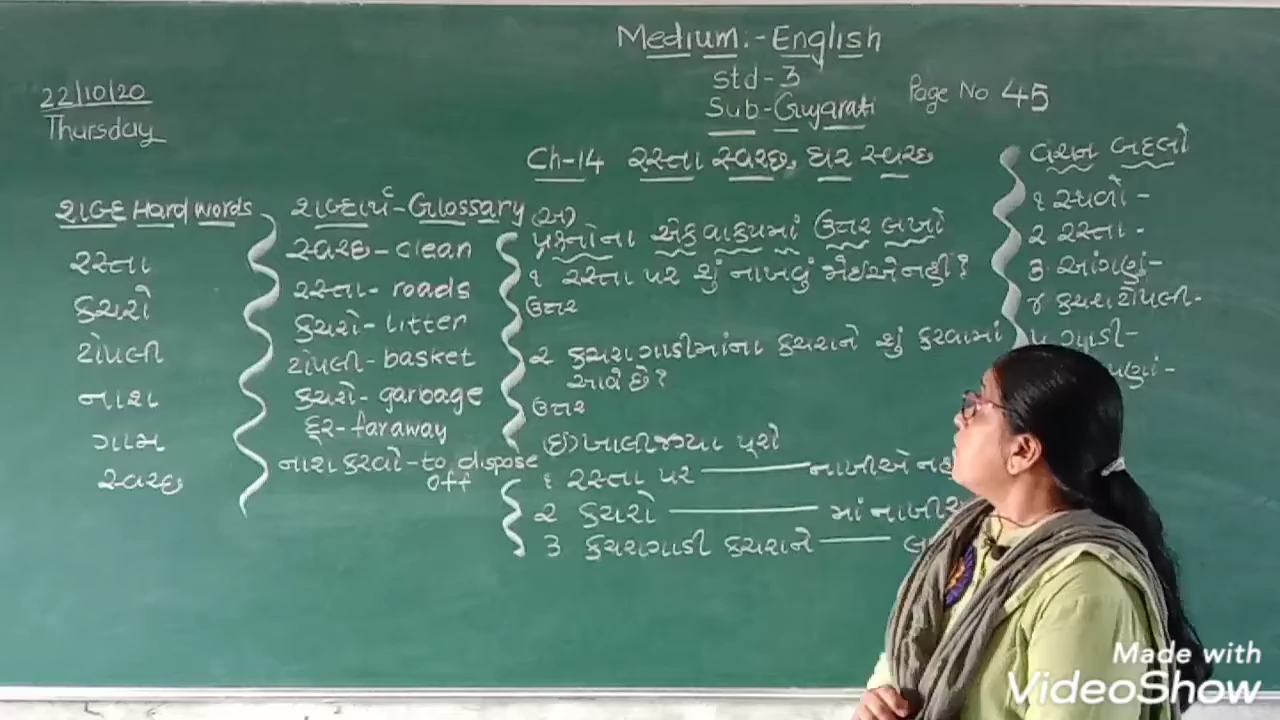 Medium:- English
Std - 3
Sub - Gujarati
Page No 45
22/10/20
Thursday
Ch-14 રસ્તા સ્વચ્છ, ઘર સ્વચ્છ
શબ્દ Hard words
રસ્તા
કચરો
ટોપલી
નાશ
ગામ
સ્વચ્છ
શબ્દાર્થ - Glossary
સ્વચ્છ - clean
રસ્તા - roads
કચરો - litter
ટોપલી - basket
કચરો - garbage
દૂર - faraway
નાશ કરવો - to dispose
off
(અ)
પ્રશ્નોના એક વાક્યમાં ઉત્તર લખો
૧ રસ્તા પર શું નાખવું જોઈએ નહી?
ઉત્તર
૨ કચરાગાડીમાંના કચરાને શું કરવામાં
આવે છે?
ઉત્તર
(ઈ) ખાલીજગ્યા પૂરો
૧ રસ્તા પર ——— નાખીએ
૨ કચરો ——— માં
૩ કચરાગાડી કચરાને ———
વચન બદલો
૧ સ્થળો -
૨ રસ્તા -
૩ આંગણું -
૪ કચરાટોપલી -
ગાડી -
Made with
VideoShow